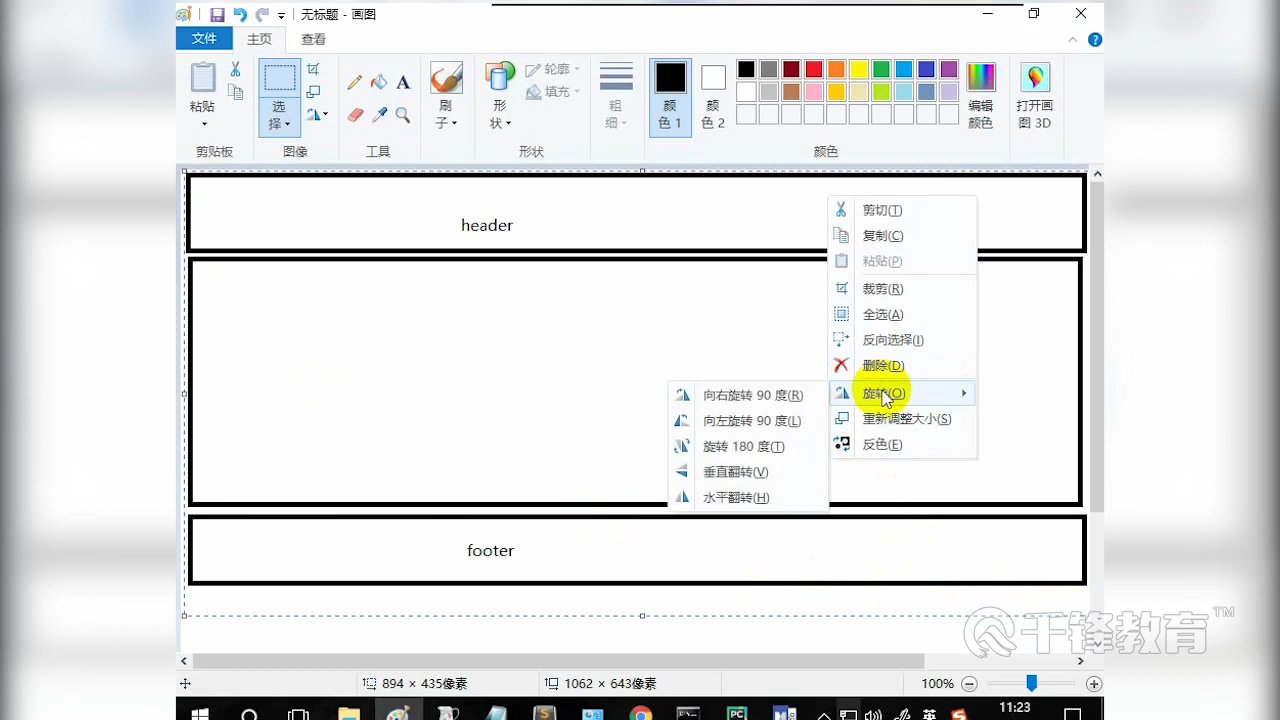 无标题 - 画图
文件 主页 查看
粘贴
选择
刷子
形状
轮廓
填充
粗细
颜色 1
颜色 2
编辑颜色
打开画图 3D
剪贴板 图像 工具 形状 颜色
header
剪切(T)
复制(C)
粘贴(P)
裁剪(R)
全选(A)
反向选择(I)
删除(D)
旋转(O)
重新调整大小(S)
反色(E)
向右旋转 90 度(R)
向左旋转 90 度(L)
旋转 180 度(T)
垂直翻转(V)
水平翻转(H)
footer
千锋教育™
894 × 435像素 1062 × 643像素 100%
英 11:23